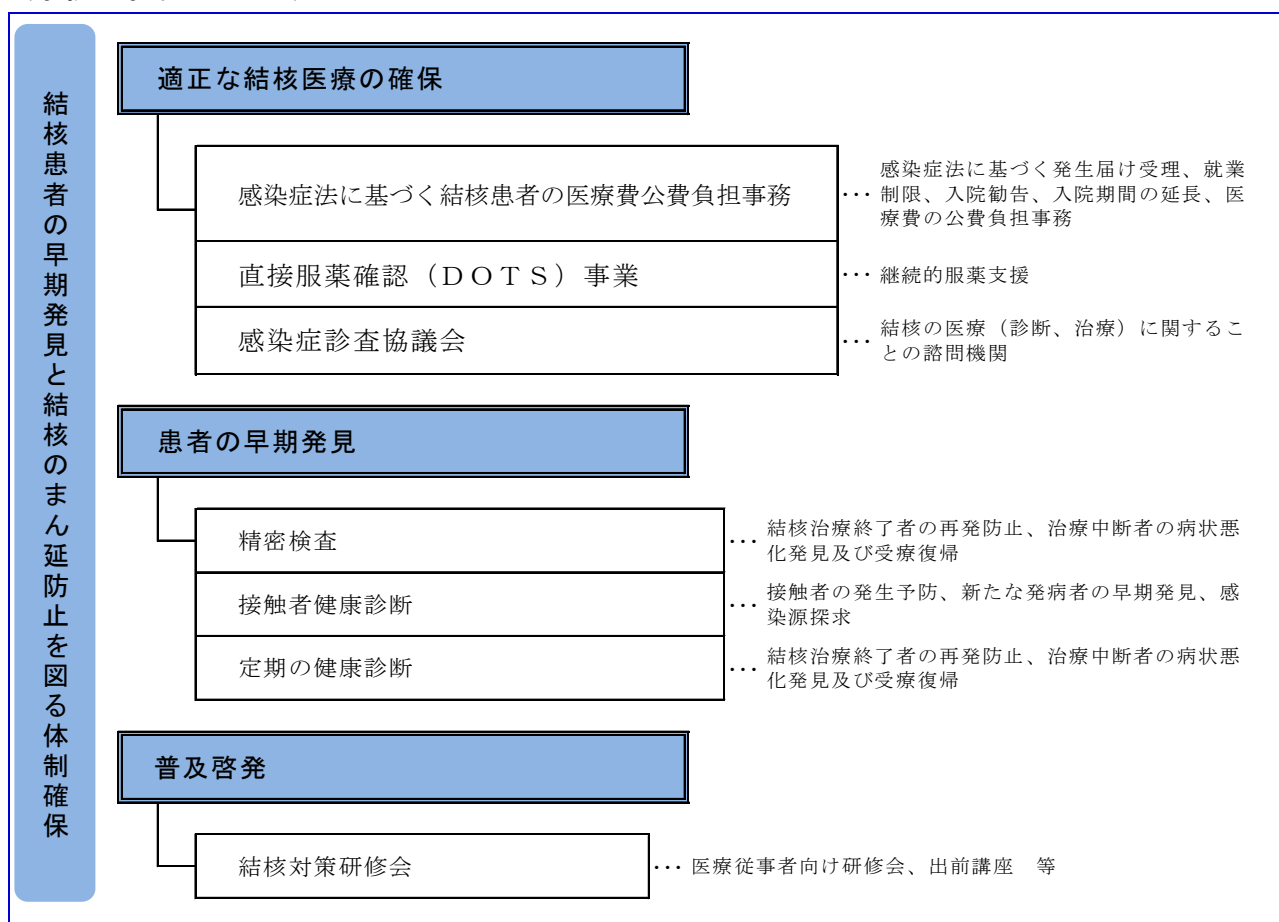 結核患者の早期発見と結核のまん延防止を図る体制確保
適正な結核医療の確保
感染症法に基づく結核患者の医療費公費負担事務
･･･ 感染症法に基づく発生届け受理、就業
制限、入院勧告、入院期間の延長、医
療費の公費負担事務
直接服薬確認（ＤＯＴＳ）事業
･･･ 継続的服薬支援
感染症診査協議会
･･･ 結核の医療（診断、治療）に関するこ
との諮問機関
患者の早期発見
精密検査
･･･ 結核治療終了者の再発防止、治療中断者の病状悪
化発見及び受療復帰
接触者健康診断
･･･ 接触者の発生予防、新たな発病者の早期発見、感
染源探求
定期の健康診断
･･･ 結核治療終了者の再発防止、治療中断者の病状悪
化発見及び受療復帰
普及啓発
結核対策研修会
･･･ 医療従事者向け研修会、出前講座　等